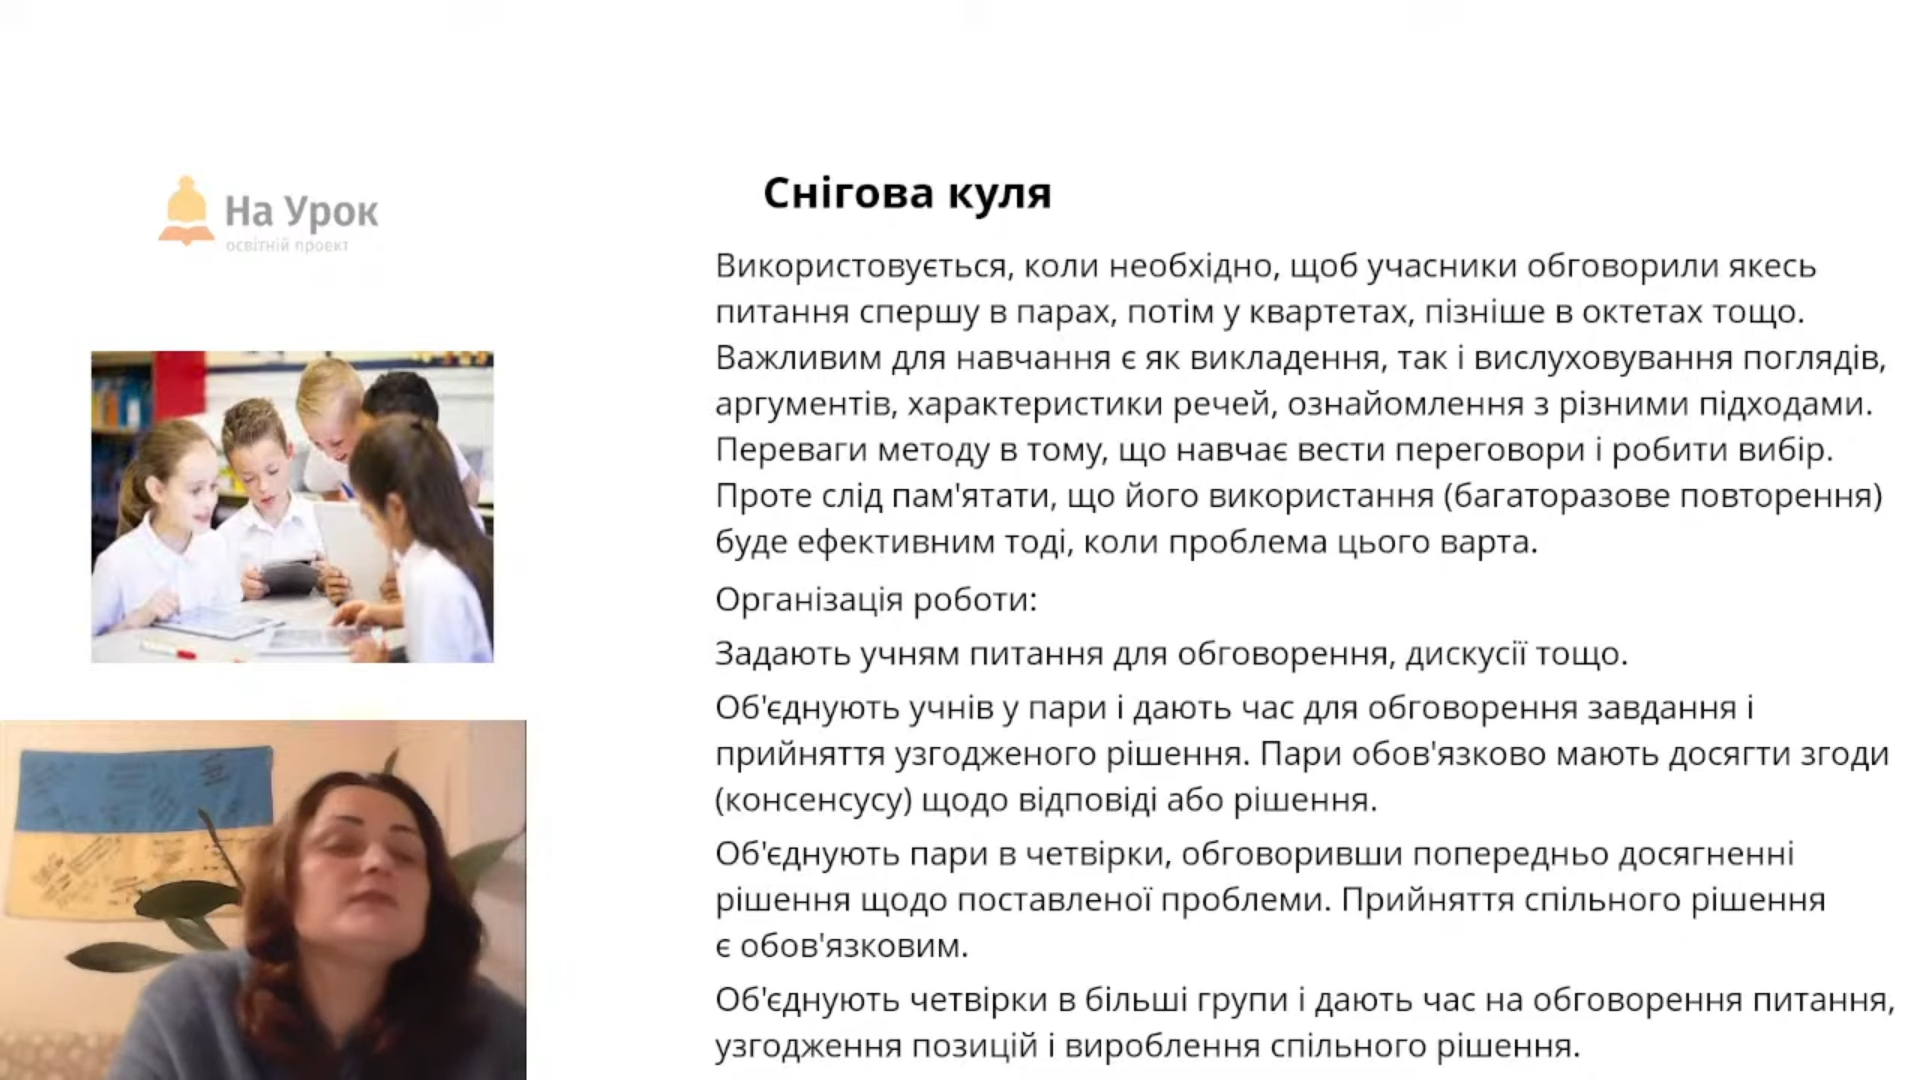 На Урок
освітній проект
Снігова куля
Використовується, коли необхідно, щоб учасники обговорили якесь
питання спершу в парах, потім у квартетах, пізніше в октетах тощо.
Важливим для навчання є як викладення, так і вислуховування поглядів,
аргументів, характеристики речей, ознайомлення з різними підходами.
Переваги методу в тому, що навчає вести переговори і робити вибір.
Проте слід пам'ятати, що його використання (багаторазове повторення)
буде ефективним тоді, коли проблема цього варта.
Організація роботи:
Задають учням питання для обговорення, дискусії тощо.
Об'єднують учнів у пари і дають час для обговорення завдання і
прийняття узгодженого рішення. Пари обов'язково мають досягти згоди
(консенсусу) щодо відповіді або рішення.
Об'єднують пари в четвірки, обговоривши попередньо досягненні
рішення щодо поставленої проблеми. Прийняття спільного рішення
є обов'язковим.
Об'єднують четвірки в більші групи і дають час на обговорення питання,
узгодження позицій і вироблення спільного рішення.